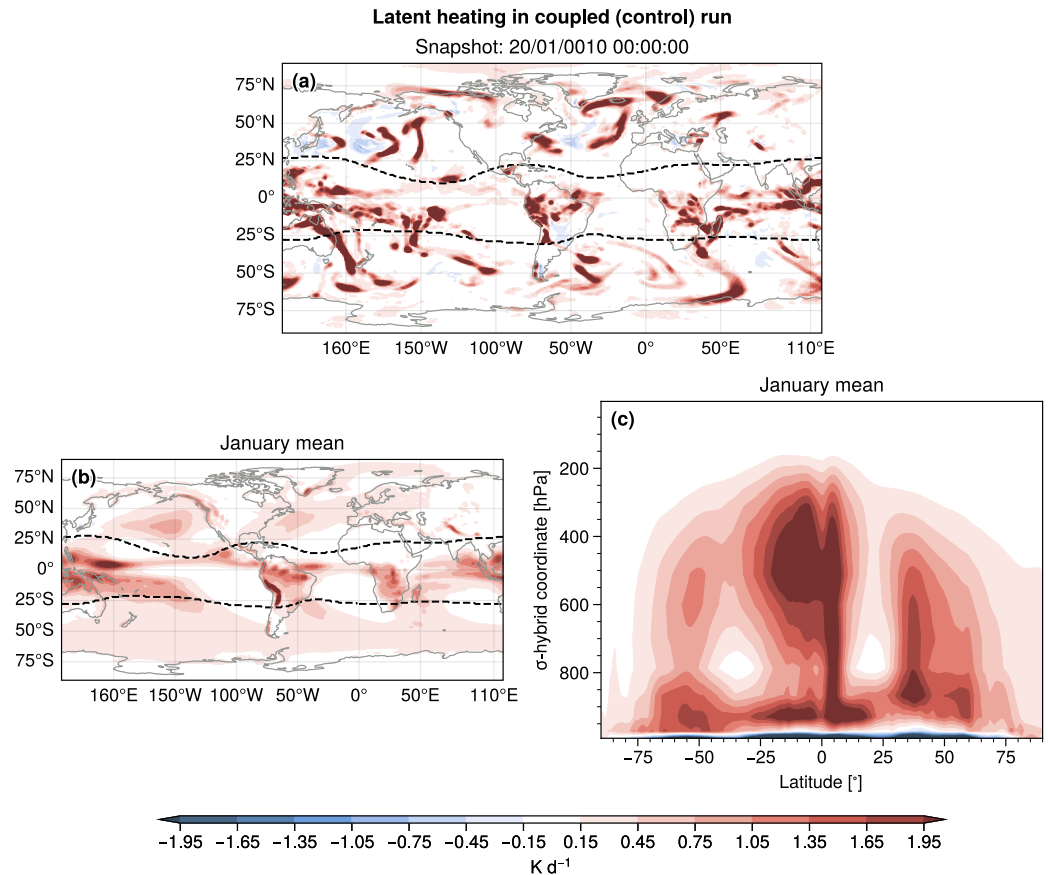 Latent heating in coupled (control) run
Snapshot: 20/01/0010 00:00:00
(a)
75°N
50°N
25°N
0°
25°S
50°S
75°S
160°E 150°W 100°W 50°W 0° 50°E 110°E
January mean
(b)
75°N
50°N
25°N
0°
25°S
50°S
75°S
160°E 150°W 100°W 50°W 0° 50°E 110°E
January mean
(c)
200
400
600
800
σ-hybrid coordinate [hPa]
−75 −50 −25 0 25 50 75
Latitude [°]
−1.95 −1.65 −1.35 −1.05 −0.75 −0.45 −0.15 0.15 0.45 0.75 1.05 1.35 1.65 1.95
K d⁻¹